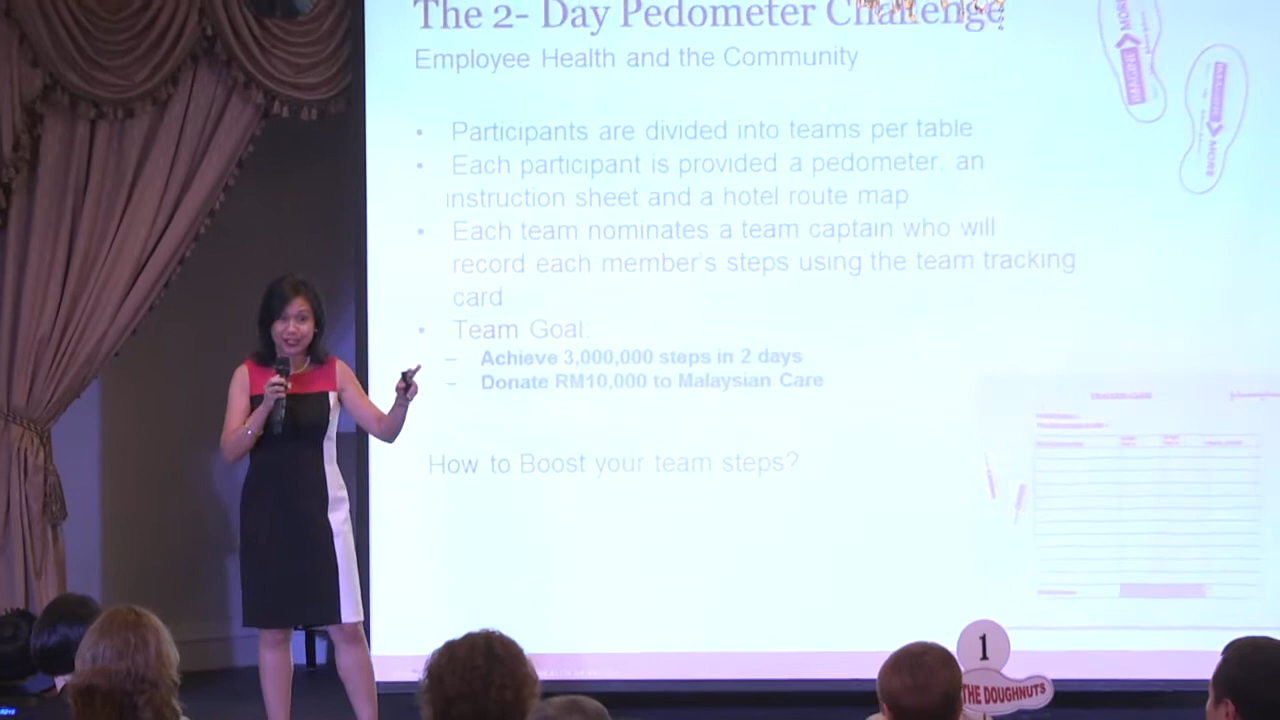 The 2- Day Pedometer Challenge
Employee Health and the Community
• Participants are divided into teams per table
• Each participant is provided a pedometer, an
instruction sheet and a hotel route map
• Each team nominates a team captain who will
record each member's steps using the team tracking
card
• Team Goal:
– Achieve 3,000,000 steps in 2 days
– Donate RM10,000 to Malaysian Care
How to Boost your team steps?
MORE
MORE
1
THE DOUGHNUTS